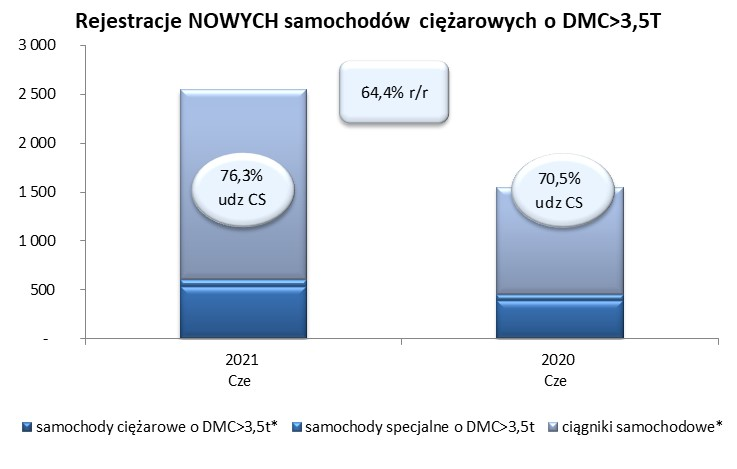 Rejestracje NOWYCH samochodów ciężarowych o DMC>3,5T
3 000
2 500
2 000
1 500
1 000
500
-
64,4% r/r
76,3%
udz CS
70,5%
udz CS
2021
Cze
2020
Cze
samochody ciężarowe o DMC>3,5t*
samochody specjalne o DMC>3,5t
ciągniki samochodowe*